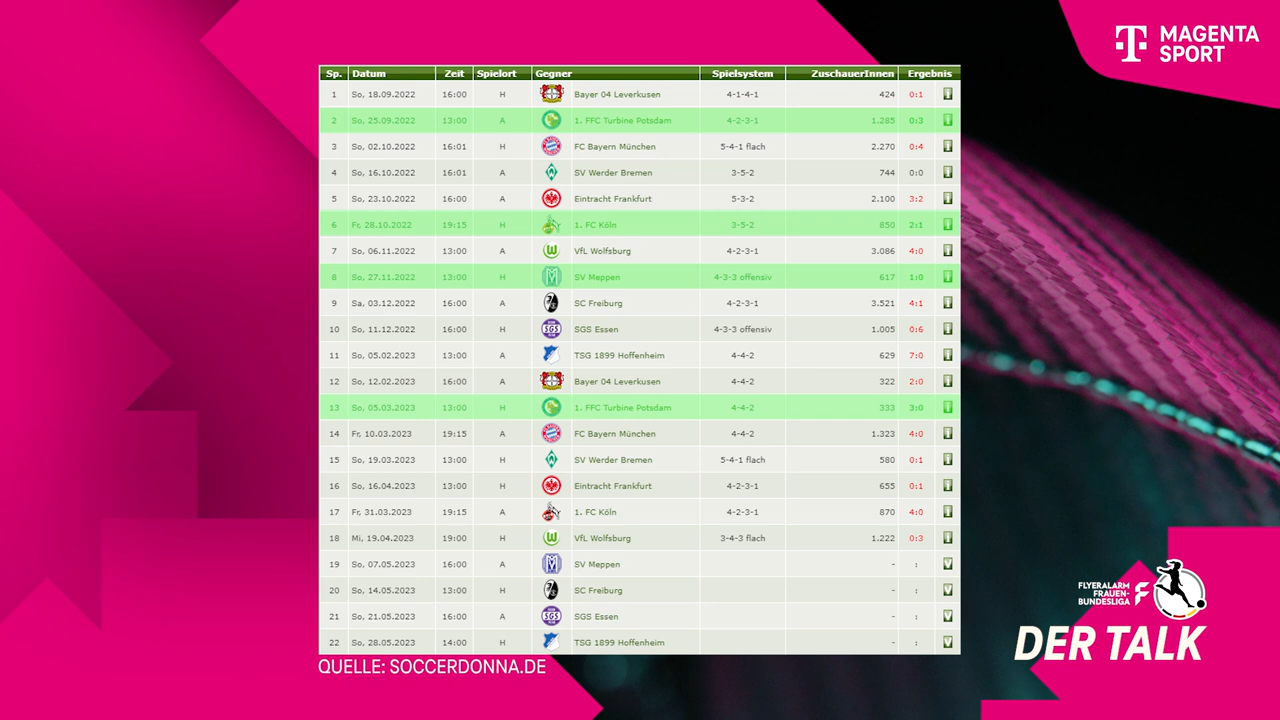 MAGENTA
SPORT
Sp. Datum Zeit Spielort Gegner Spielsystem ZuschauerInnen Ergebnis
1 So, 18.09.2022 16:00 H Bayer 04 Leverkusen 4-1-4-1 424 0:1
2 So, 25.09.2022 13:00 A 1. FFC Turbine Potsdam 4-2-3-1 1.285 0:3
3 So, 02.10.2022 16:01 H FC Bayern München 5-4-1 flach 2.270 0:4
4 So, 16.10.2022 16:01 A SV Werder Bremen 3-5-2 744 0:0
5 So, 23.10.2022 16:00 A Eintracht Frankfurt 5-3-2 2.100 3:2
6 Fr, 28.10.2022 19:15 H 1. FC Köln 3-5-2 850 2:1
7 So, 06.11.2022 13:00 A VfL Wolfsburg 4-2-3-1 3.086 4:0
8 So, 27.11.2022 13:00 H SV Meppen 4-3-3 offensiv 617 1:0
9 Sa, 03.12.2022 16:00 A SC Freiburg 4-2-3-1 3.521 4:1
10 So, 11.12.2022 16:00 H SGS Essen 4-3-3 offensiv 1.005 0:6
11 So, 05.02.2023 13:00 A TSG 1899 Hoffenheim 4-4-2 629 7:0
12 So, 12.02.2023 16:00 A Bayer 04 Leverkusen 4-4-2 322 2:0
13 So, 05.03.2023 13:00 H 1. FFC Turbine Potsdam 4-4-2 333 3:0
14 Fr, 10.03.2023 19:15 A FC Bayern München 4-4-2 1.323 4:0
15 So, 19.03.2023 13:00 H SV Werder Bremen 5-4-1 flach 580 0:1
16 So, 16.04.2023 13:00 H Eintracht Frankfurt 4-2-3-1 655 0:1
17 Fr, 31.03.2023 19:15 A 1. FC Köln 4-2-3-1 870 4:0
18 Mi, 19.04.2023 19:00 H VfL Wolfsburg 3-4-3 flach 1.222 0:3
19 So, 07.05.2023 16:00 A SV Meppen - :
20 So, 14.05.2023 13:00 H SC Freiburg - :
21 So, 21.05.2023 16:00 A SGS Essen - :
22 So, 28.05.2023 14:00 H TSG 1899 Hoffenheim - :
QUELLE: SOCCERDONNA.DE
FLYERALARM
FRAUEN-
BUNDESLIGA
DER TALK